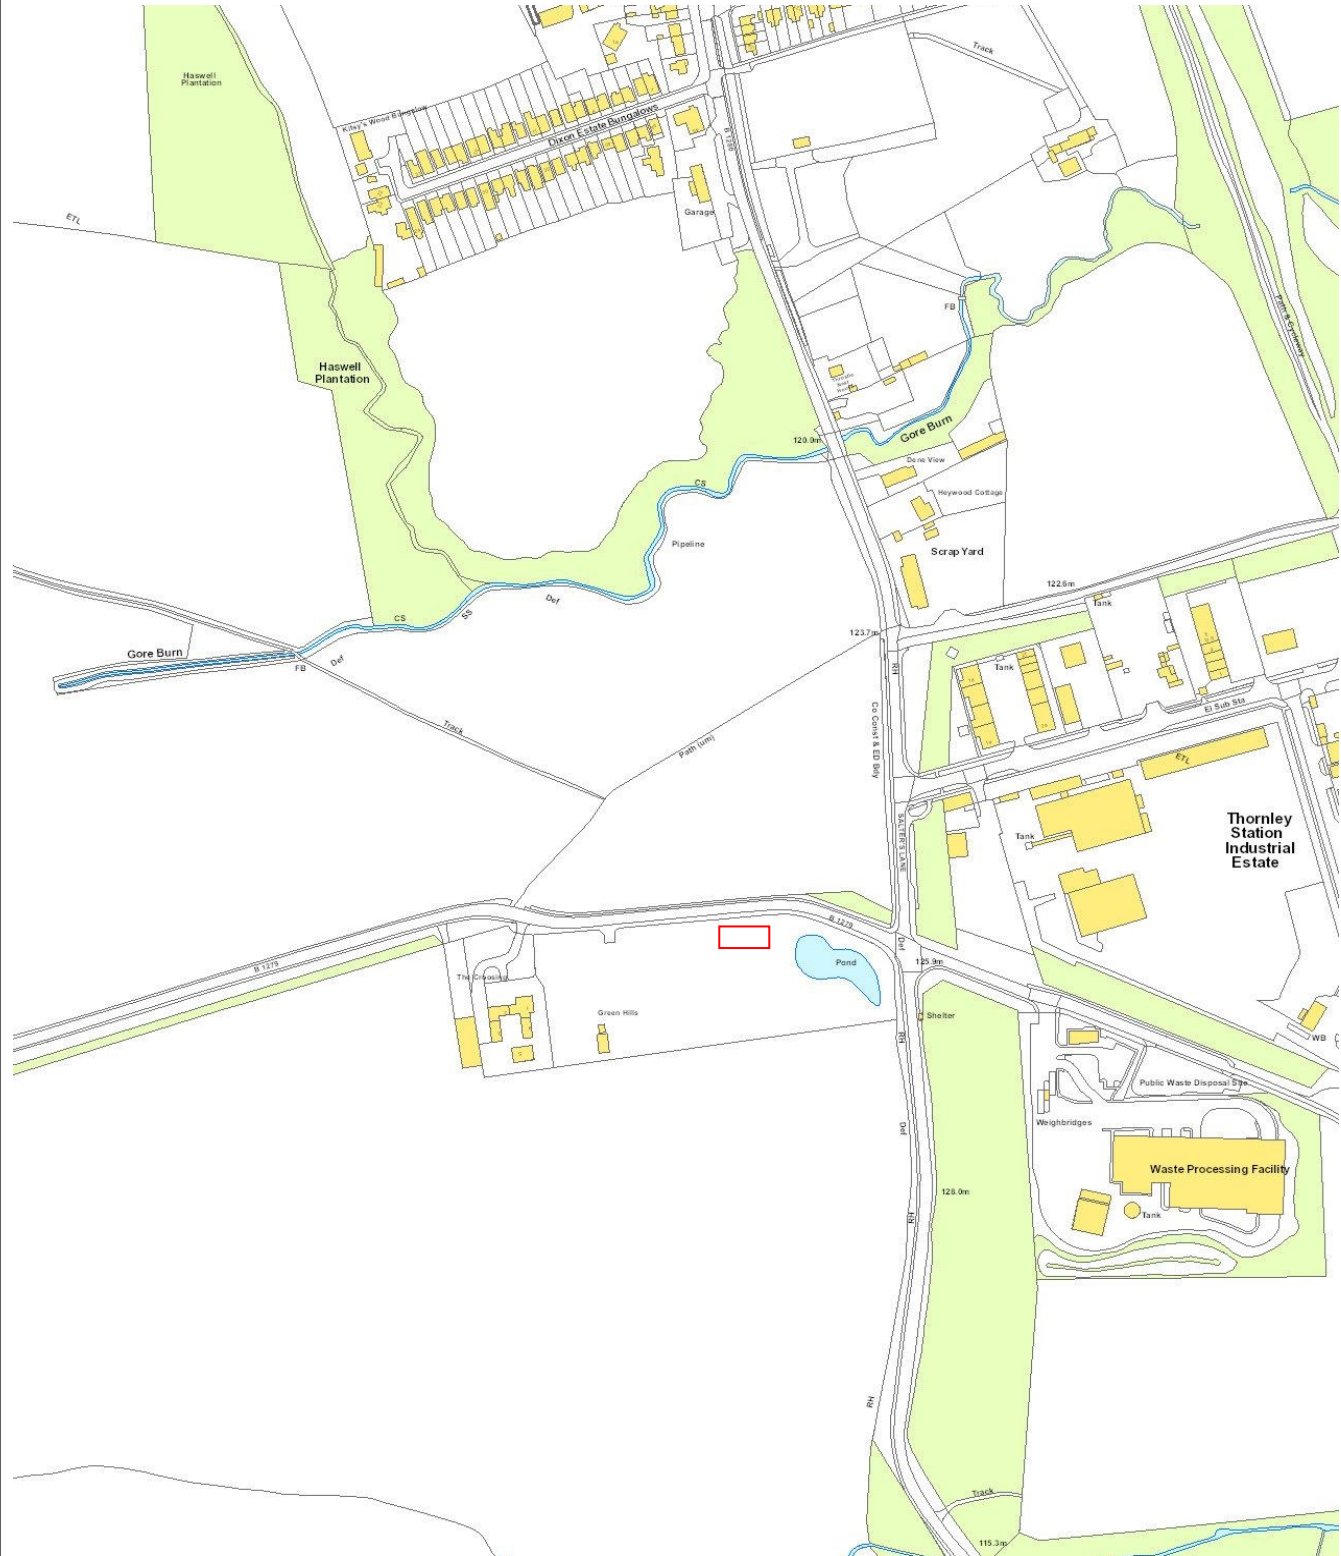 Track
Haswell
Plantation
Kitsy's Wood Bungalow
Dixon Estate Bungalows
B 1280
Garage
ETL
Path & Cycleway
FB
Haswell
Plantation
Gore Burn
120.0m
Dene View
CS
Heywood Cottage
Pipeline
Scrap Yard
122.6m
Def
Tank
CS
SS
123.7m
Gore Burn
Def
FB
RH
Tank
El Sub Sta
Track
Path (um)
Co Const & ED Bdy
ETL
SALTER'S LANE
Tank
Thornley
Station
Industrial
Estate
B 1279
Def
Pond
125.9m
B 1279
The Crossing
Green Hills
Shelter
RH
WB
Public Waste Disposal Site
Weighbridges
Def
Waste Processing Facility
128.0m
RH
Tank
RH
Track
115.3m